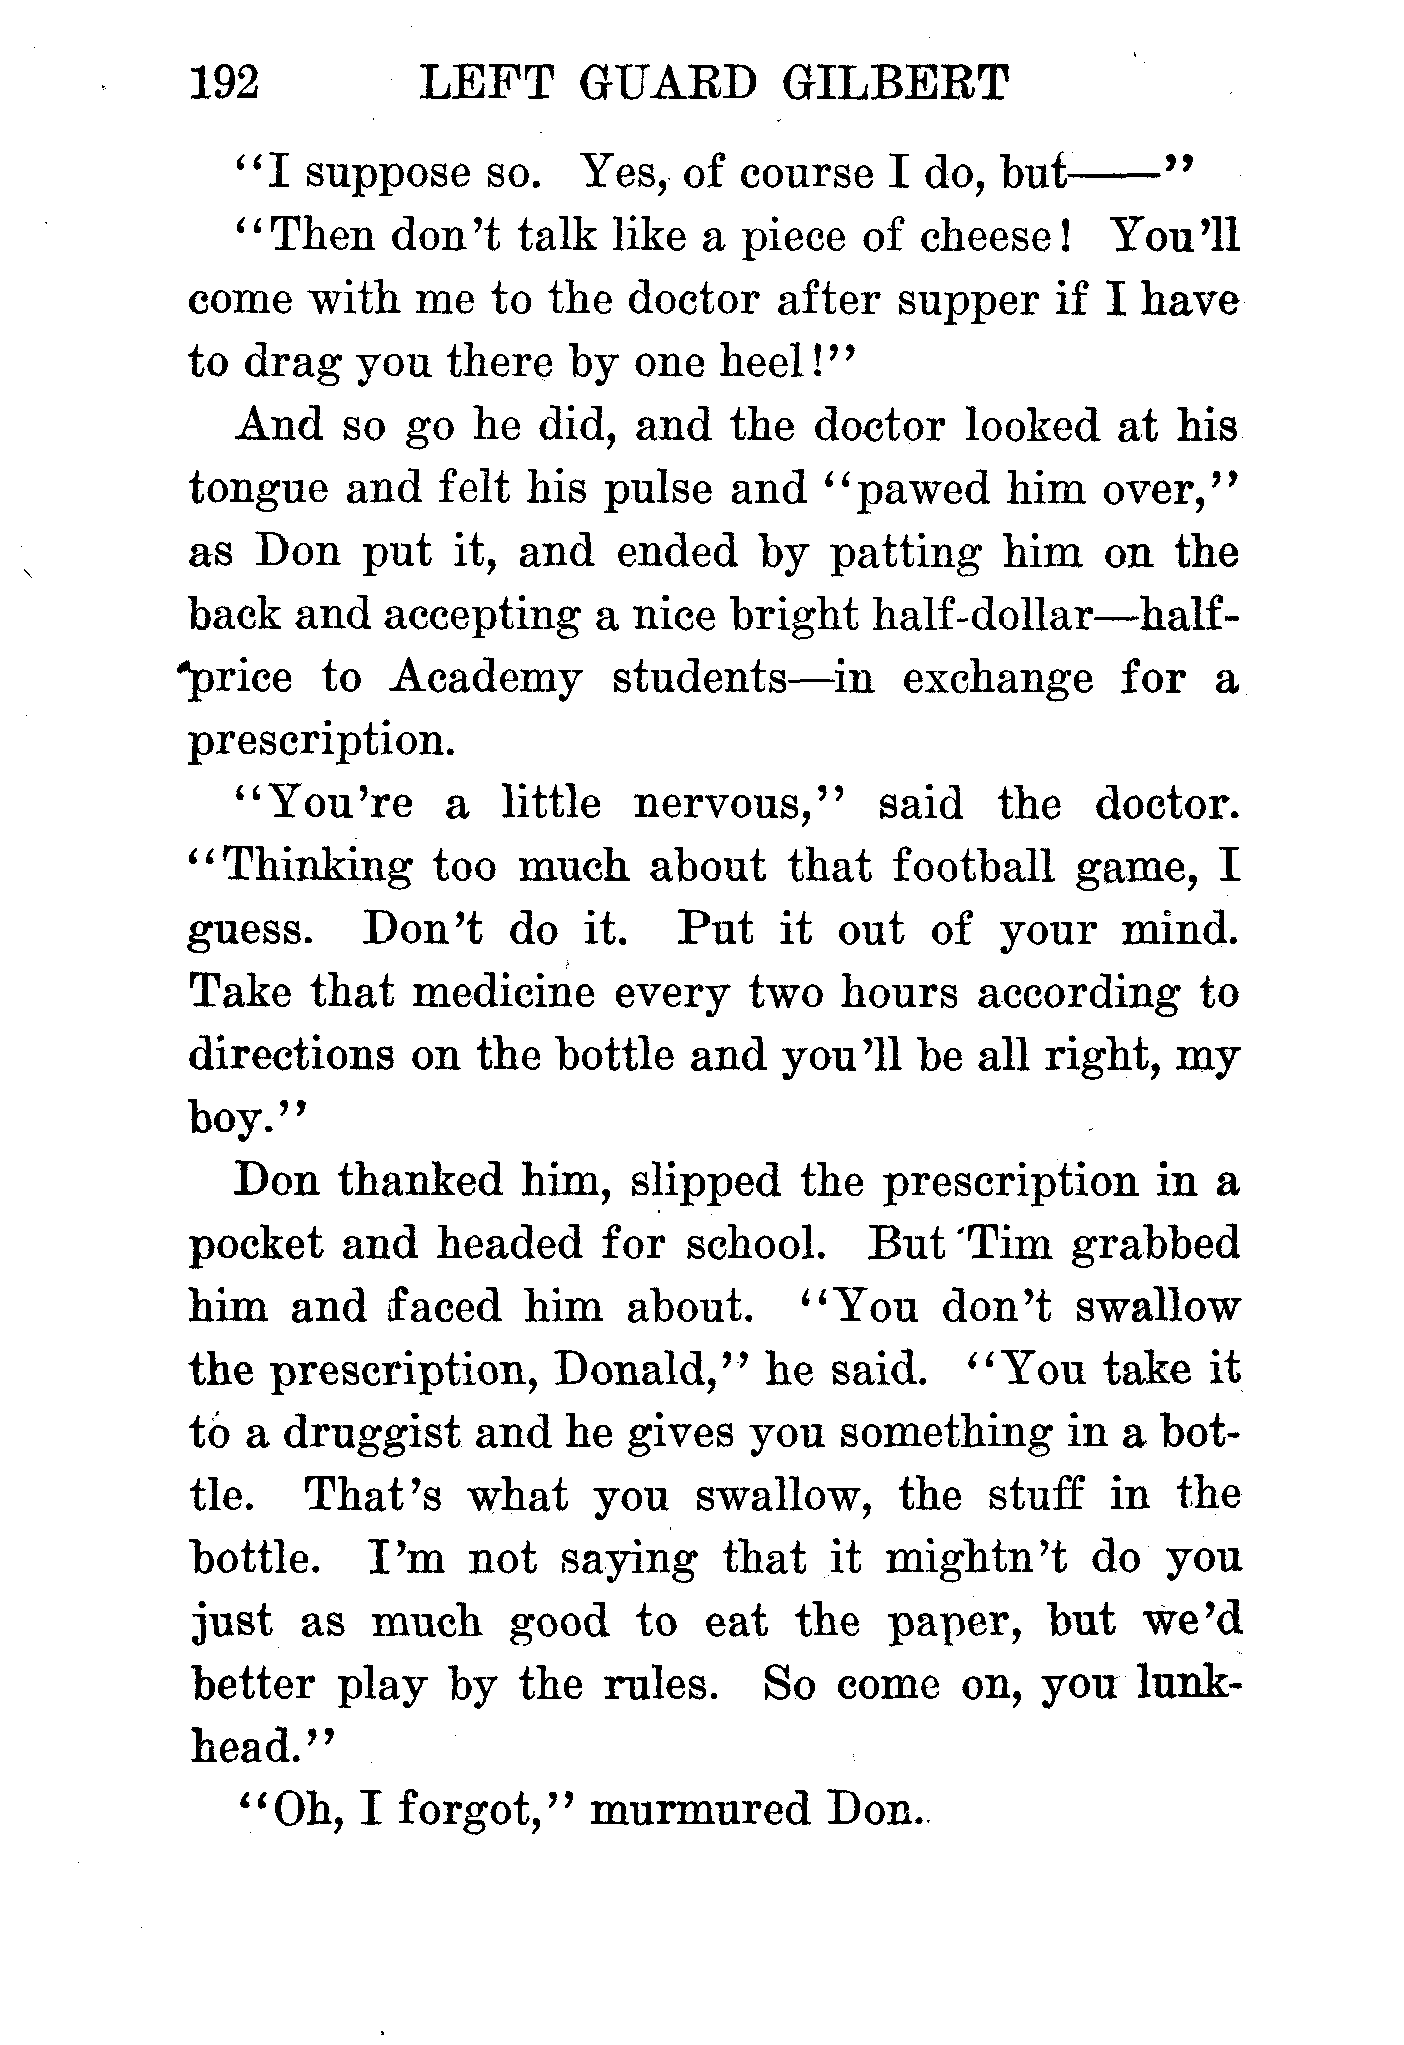 192 LEFT GUARD GILBERT
"I suppose so. Yes, of course I do, but——"
"Then don't talk like a piece of cheese! You'll
come with me to the doctor after supper if I have
to drag you there by one heel!"
And so go he did, and the doctor looked at his
tongue and felt his pulse and "pawed him over,"
as Don put it, and ended by patting him on the
back and accepting a nice bright half-dollar—half-
price to Academy students—in exchange for a
prescription.
"You're a little nervous," said the doctor.
"Thinking too much about that football game, I
guess. Don't do it. Put it out of your mind.
Take that medicine every two hours according to
directions on the bottle and you'll be all right, my
boy."
Don thanked him, slipped the prescription in a
pocket and headed for school. But Tim grabbed
him and faced him about. "You don't swallow
the prescription, Donald," he said. "You take it
to a druggist and he gives you something in a bot-
tle. That's what you swallow, the stuff in the
bottle. I'm not saying that it mightn't do you
just as much good to eat the paper, but we'd
better play by the rules. So come on, you lunk-
head."
"Oh, I forgot," murmured Don.